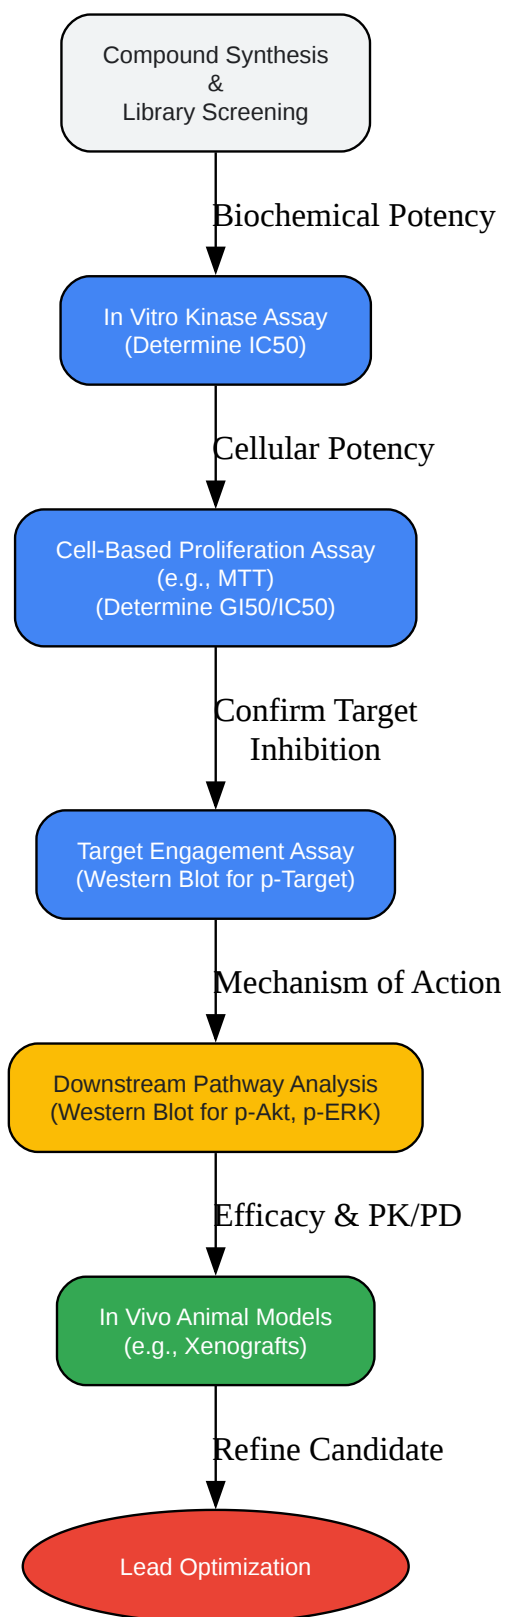 Compound Synthesis
&
Library Screening
Biochemical Potency
In Vitro Kinase Assay
(Determine IC50)
Cellular Potency
Cell-Based Proliferation Assay
(e.g., MTT)
(Determine GI50/IC50)
Confirm Target
Inhibition
Target Engagement Assay
(Western Blot for p-Target)
Mechanism of Action
Downstream Pathway Analysis
(Western Blot for p-Akt, p-ERK)
Efficacy & PK/PD
In Vivo Animal Models
(e.g., Xenografts)
Refine Candidate
Lead Optimization